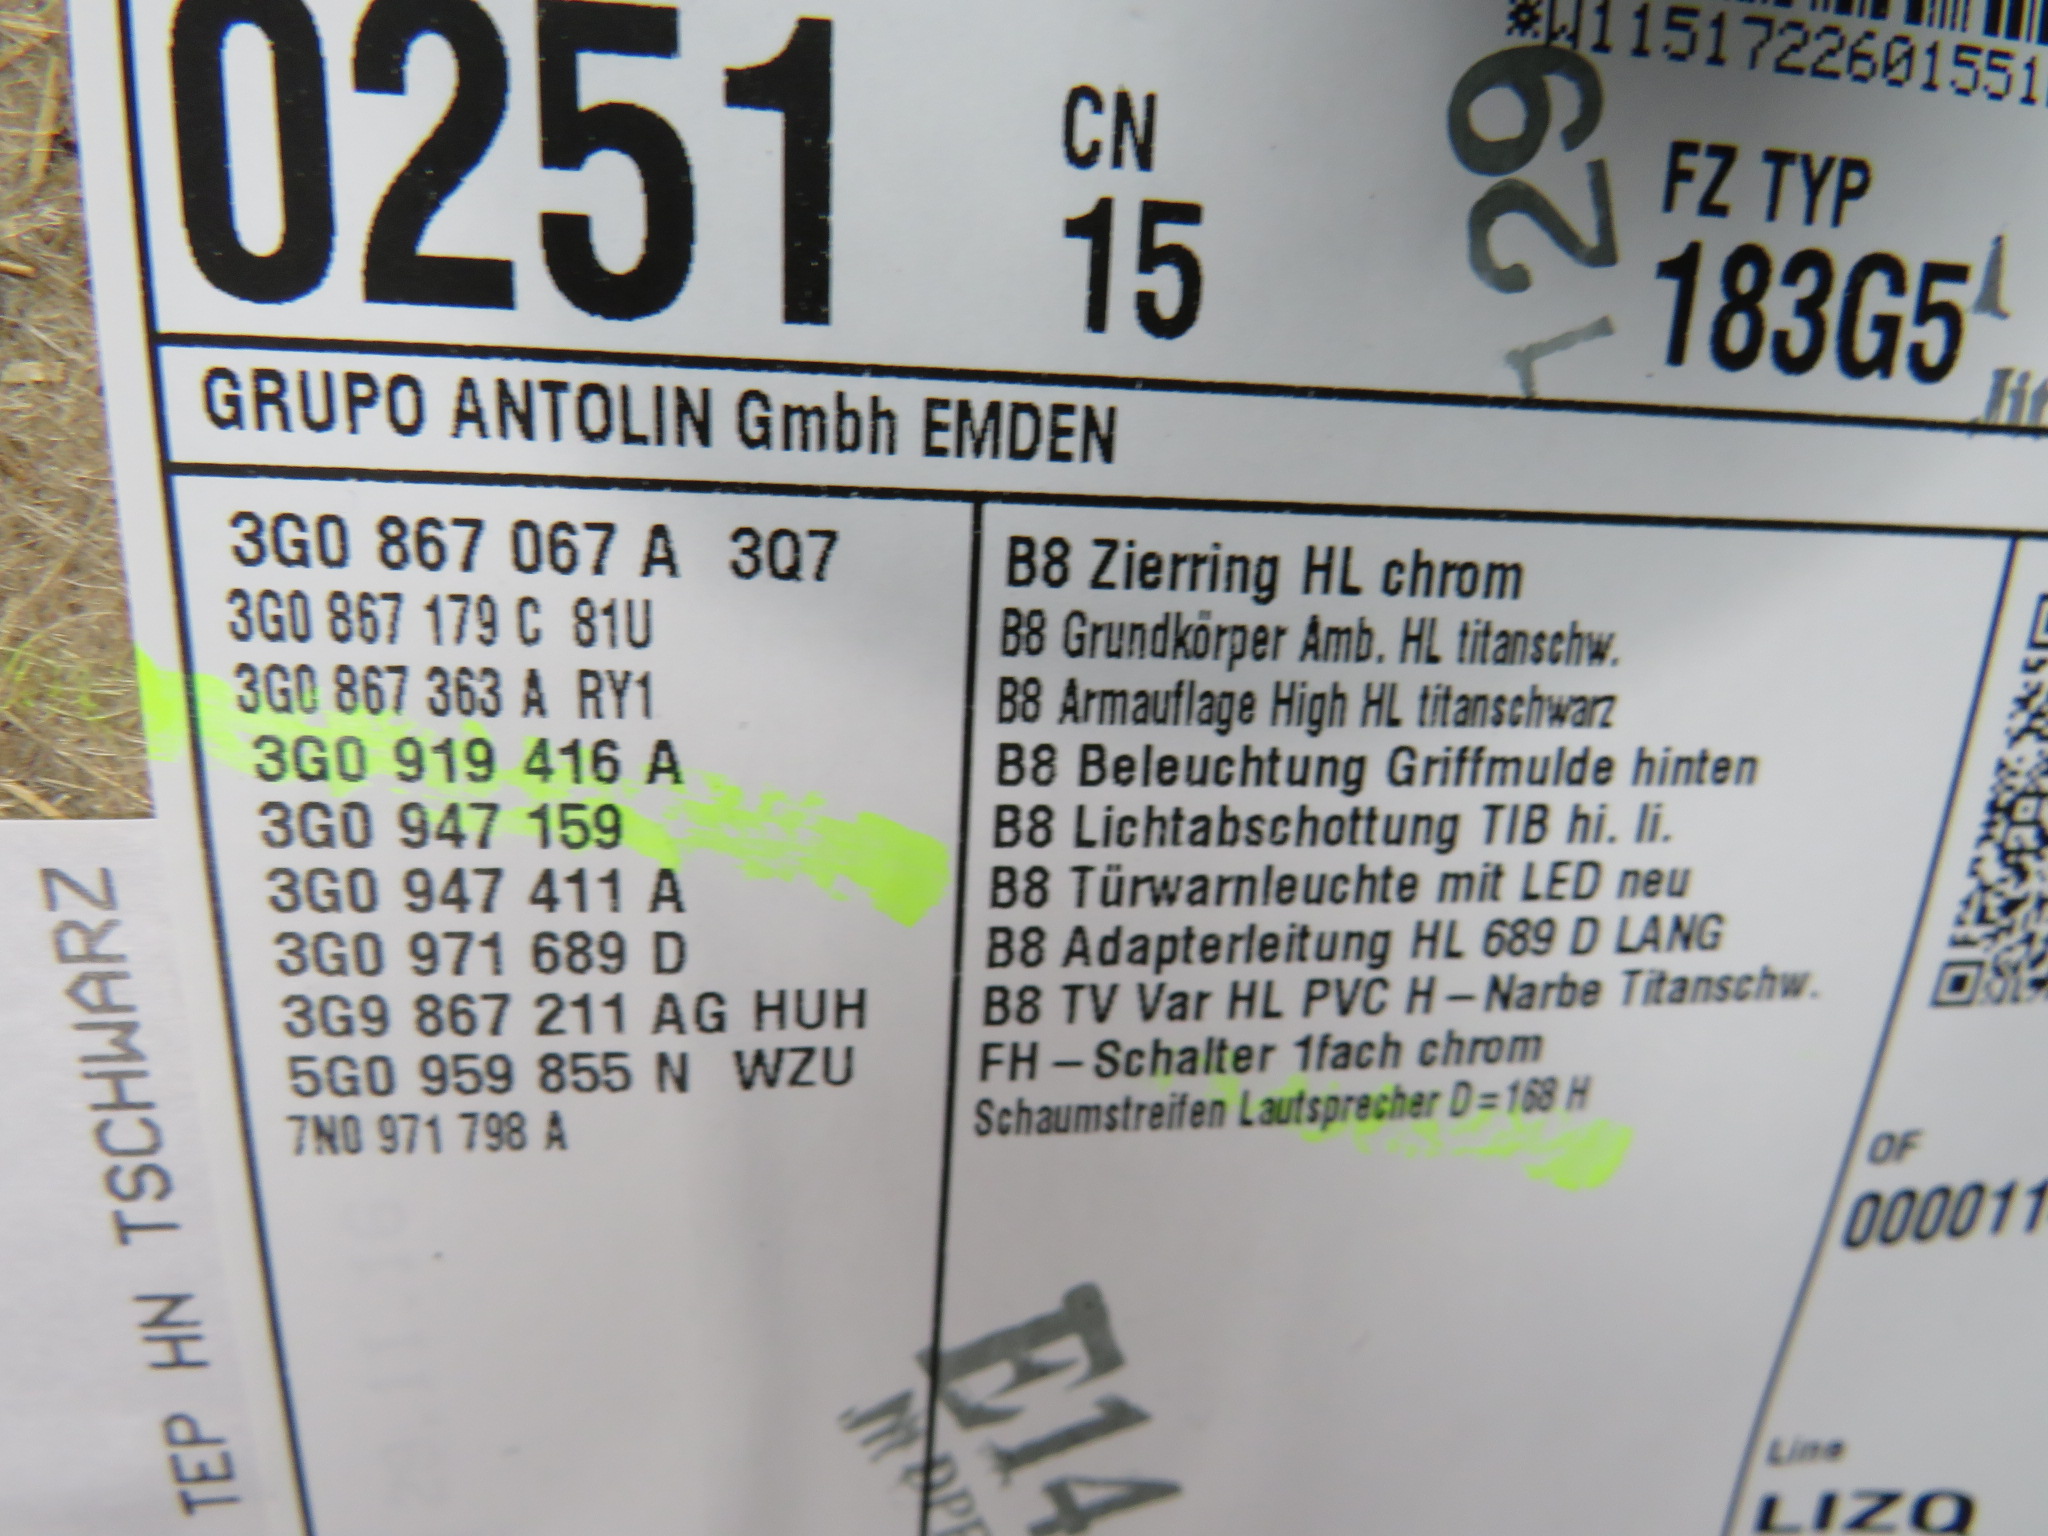 *W1151722601551
0251
CN
15
29
FZ TYP
183G5
GRUPO ANTOLIN Gmbh EMDEN
3G0 867 067 A 3Q7 B8 Zierring HL chrom
3G0 867 179 C 81U B8 Grundkörper Amb. HL titanschw.
3G0 867 363 A RY1 B8 Armauflage High HL titanschwarz
3G0 919 416 A B8 Beleuchtung Griffmulde hinten
3G0 947 159 B8 Lichtabschottung TIB hi. li.
3G0 947 411 A B8 Türwarnleuchte mit LED neu
3G0 971 689 D B8 Adapterleitung HL 689 D LANG
3G9 867 211 AG HUH B8 TV Var HL PVC H-Narbe Titanschw.
5G0 959 855 N WZU FH-Schalter 1fach chrom
7N0 971 798 A Schaumstreifen Lautsprecher D=168 H
OF
000011
Line
LIZQ
E14
TEP HN TSCHWARZ